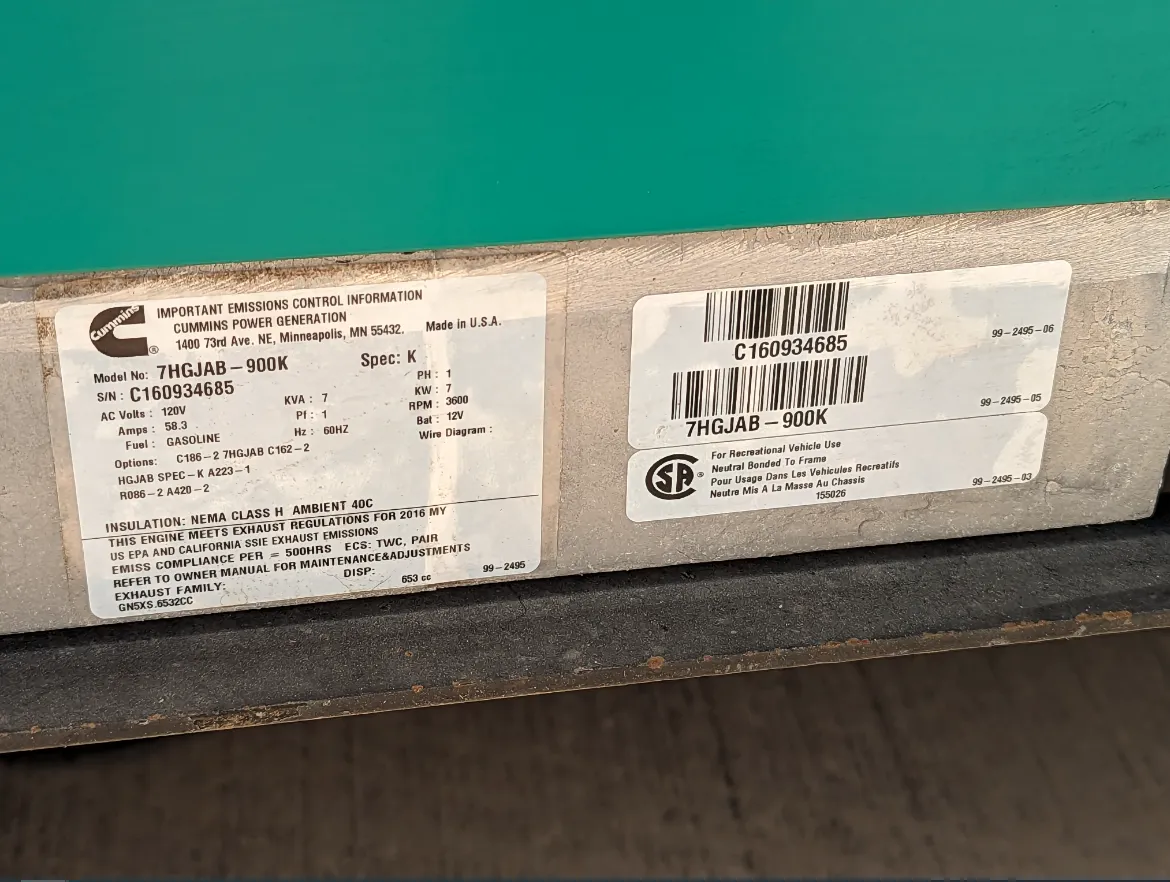 Cummins
IMPORTANT EMISSIONS CONTROL INFORMATION
CUMMINS POWER GENERATION
1400 73rd Ave. NE, Minneapolis, MN 55432. Made in U.S.A.
Model No: 7HGJAB-900K Spec: K
S/N : C160934685 PH : 1
AC Volts : 120V KVA : 7 KW : 7
Amps : 58.3 Pf : 1 RPM : 3600
Fuel : GASOLINE Hz : 60HZ Bat : 12V
Options: C186-2 7HGJAB C162-2 Wire Diagram :
HGJAB SPEC-K A223-1
R086-2 A420-2
INSULATION: NEMA CLASS H AMBIENT 40C
THIS ENGINE MEETS EXHAUST REGULATIONS FOR 2016 MY
US EPA AND CALIFORNIA SSIE EXHAUST EMISSIONS
EMISS COMPLIANCE PER = 500HRS ECS: TWC, PAIR
REFER TO OWNER MANUAL FOR MAINTENANCE&ADJUSTMENTS
EXHAUST FAMILY: DISP: 653 cc 99-2495
GN5XS.6532CC
C160934685 99-2495-06
7HGJAB-900K 99-2495-05
SA
For Recreational Vehicle Use
Neutral Bonded To Frame
Pour Usage Dans Les Vehicules Recreatifs
Neutre Mis A La Masse Au Chassis 99-2495-03
155026